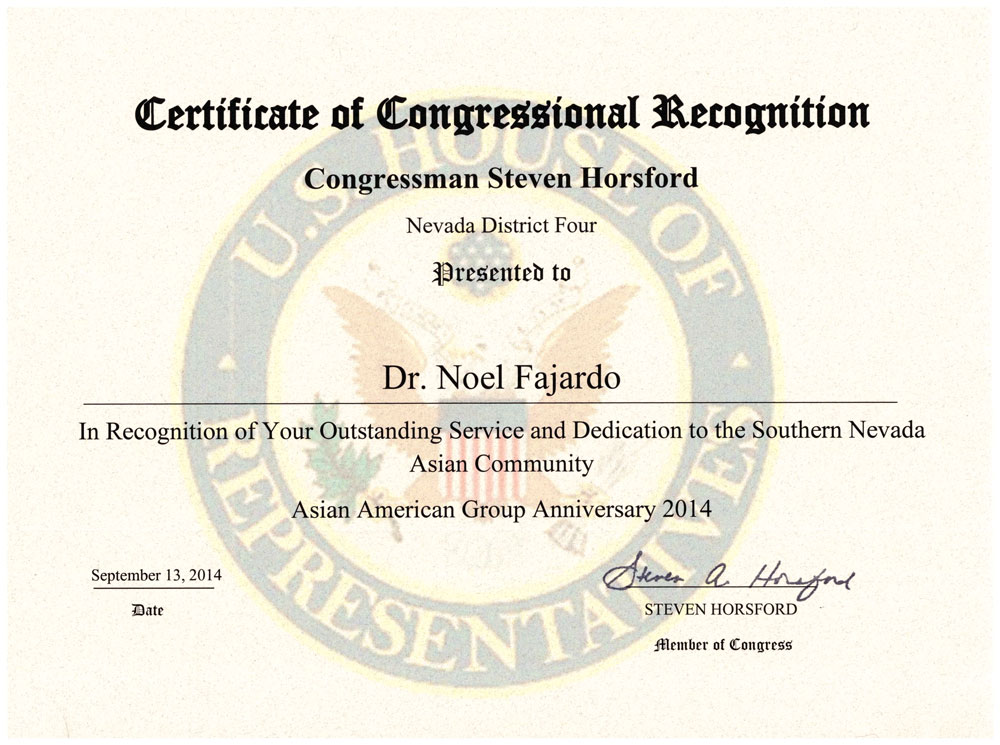 Certificate of Congressional Recognition
Congressman Steven Horsford
Nevada District Four
Presented to
Dr. Noel Fajardo
In Recognition of Your Outstanding Service and Dedication to the Southern Nevada
Asian Community
Asian American Group Anniversary 2014
September 13, 2014
Date
Steven A. Horsford
STEVEN HORSFORD
Member of Congress
U.S. HOUSE OF
REPRESENTATIVES